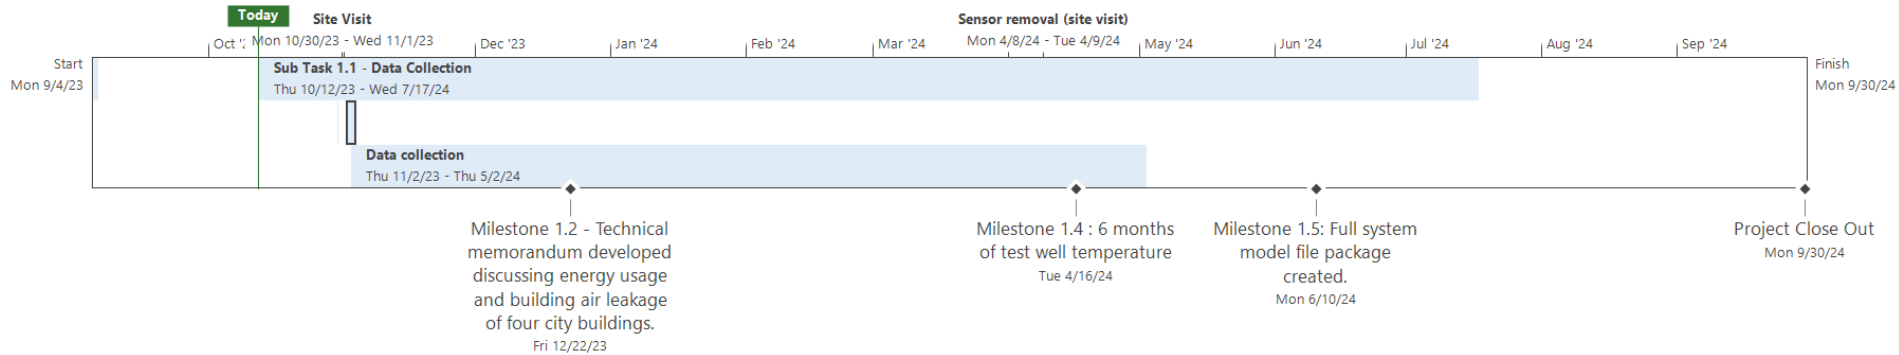 Today
Site Visit
Mon 10/30/23 - Wed 11/1/23
Sensor removal (site visit)
Mon 4/8/24 - Tue 4/9/24
Oct '
Dec '23
Jan '24
Feb '24
Mar '24
May '24
Jun '24
Jul '24
Aug '24
Sep '24
Start
Mon 9/4/23
Sub Task 1.1 - Data Collection
Thu 10/12/23 - Wed 7/17/24
Finish
Mon 9/30/24
Data collection
Thu 11/2/23 - Thu 5/2/24
Milestone 1.2 - Technical
memorandum developed
discussing energy usage
and building air leakage
of four city buildings.
Fri 12/22/23
Milestone 1.4 : 6 months
of test well temperature
Tue 4/16/24
Milestone 1.5: Full system
model file package
created.
Mon 6/10/24
Project Close Out
Mon 9/30/24